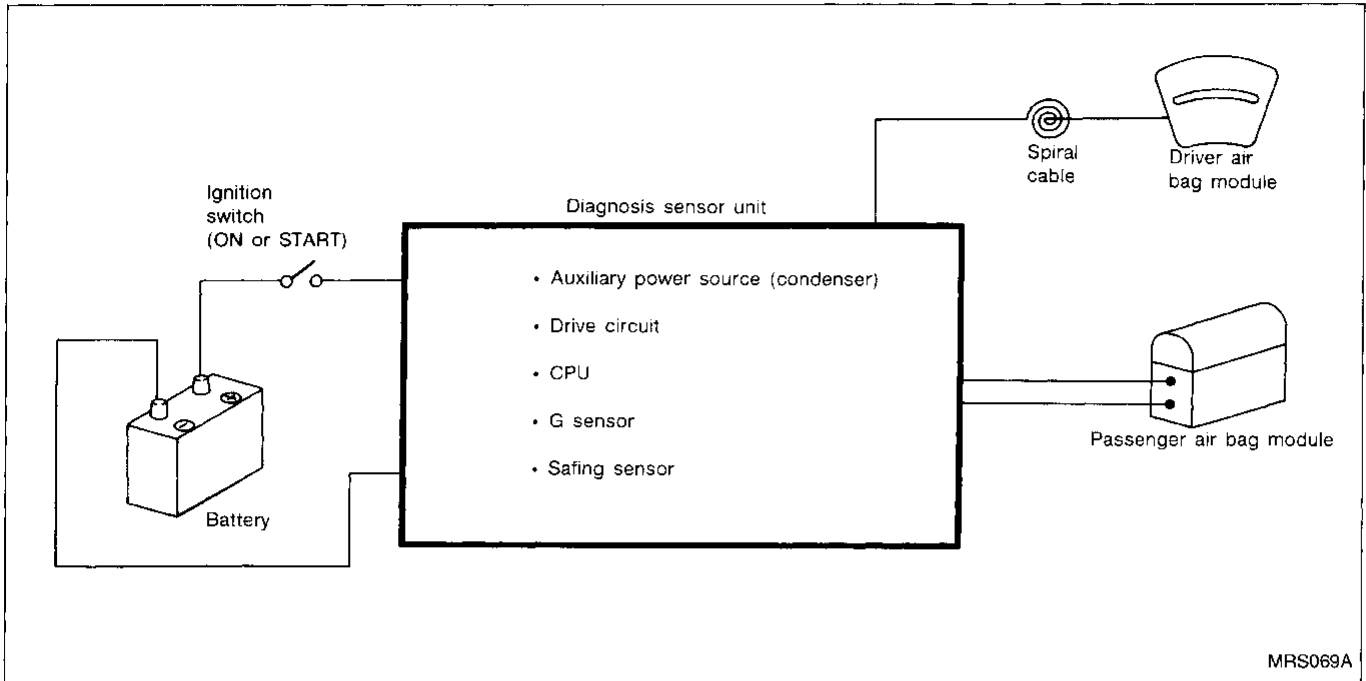 Ignition
switch
(ON or START)
Battery
Diagnosis sensor unit
• Auxiliary power source (condenser)
• Drive circuit
• CPU
• G sensor
• Safing sensor
Spiral
cable
Driver air
bag module
Passenger air bag module
MRS069A